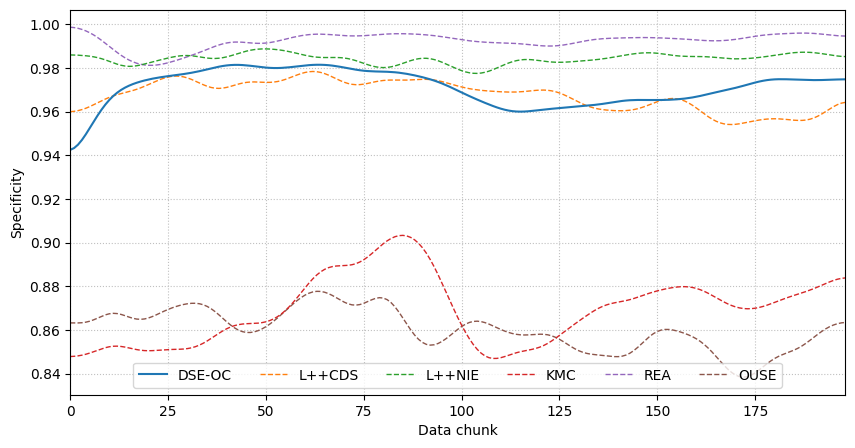 1.00
0.98
0.96
0.94
0.92
0.90
0.88
0.86
0.84
Specificity
DSE-OC L++CDS L++NIE KMC REA OUSE
0 25 50 75 100 125 150 175
Data chunk